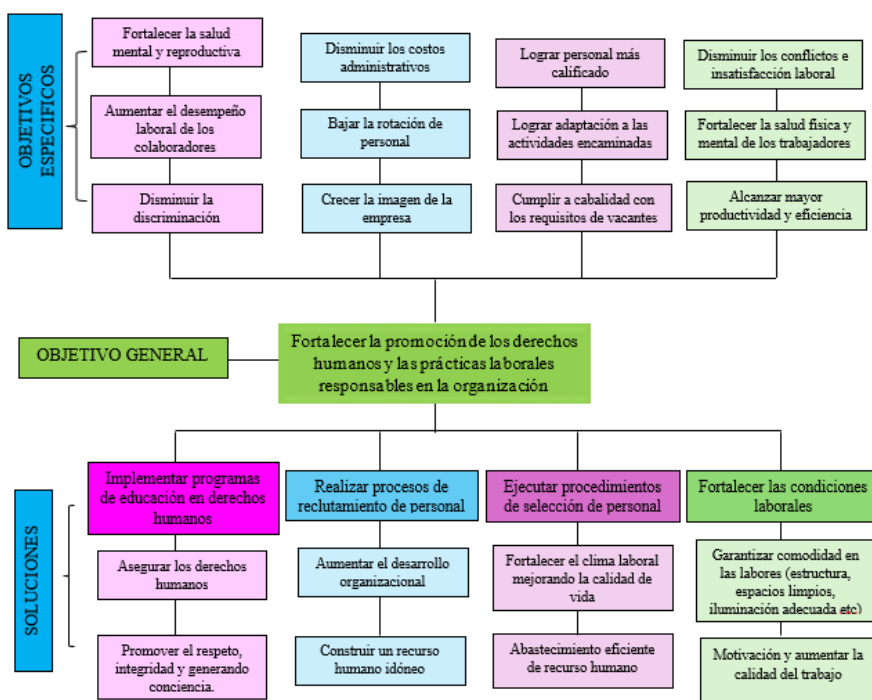 OBJETIVOS
ESPECIFICOS
Fortalecer la salud
mental y reproductiva
Aumentar el desempeño
laboral de los
colaboradores
Disminuir la
discriminación
Disminuir los costos
administrativos
Bajar la rotación de
personal
Crecer la imagen de la
empresa
Lograr personal más
calificado
Lograr adaptación a las
actividades encaminadas
Cumplir a cabalidad con
los requisitos de vacantes
Disminuir los conflictos e
insatisfacción laboral
Fortalecer la salud física y
mental de los trabajadores
Alcanzar mayor
productividad y eficiencia
OBJETIVO GENERAL
Fortalecer la promoción de los derechos
humanos y las prácticas laborales
responsables en la organización
SOLUCIONES
Implementar programas
de educación en derechos
humanos
Asegurar los derechos
humanos
Promover el respeto,
integridad y generando
conciencia.
Realizar procesos de
reclutamiento de personal
Aumentar el desarrollo
organizacional
Construir un recurso
humano idóneo
Ejecutar procedimientos
de selección de personal
Fortalecer el clima laboral
mejorando la calidad de
vida
Abastecimiento eficiente
de recurso humano
Fortalecer las condiciones
laborales
Garantizar comodidad en
las labores (estructura,
espacios limpios,
iluminación adecuada etc)
Motivación y aumentar la
calidad del trabajo